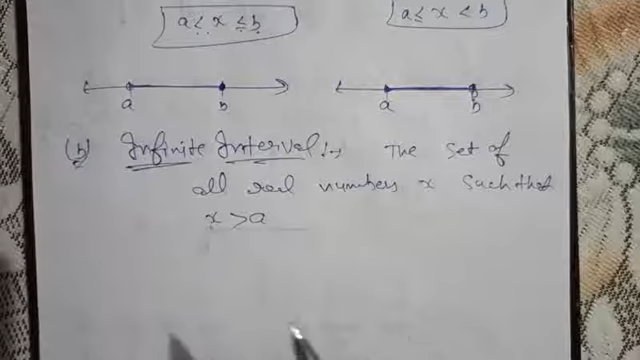 a < x ≤ b
a ≤ x < b
a b
a b
(b) Infinite Interval :→ The set of
all real numbers x such that
x > a